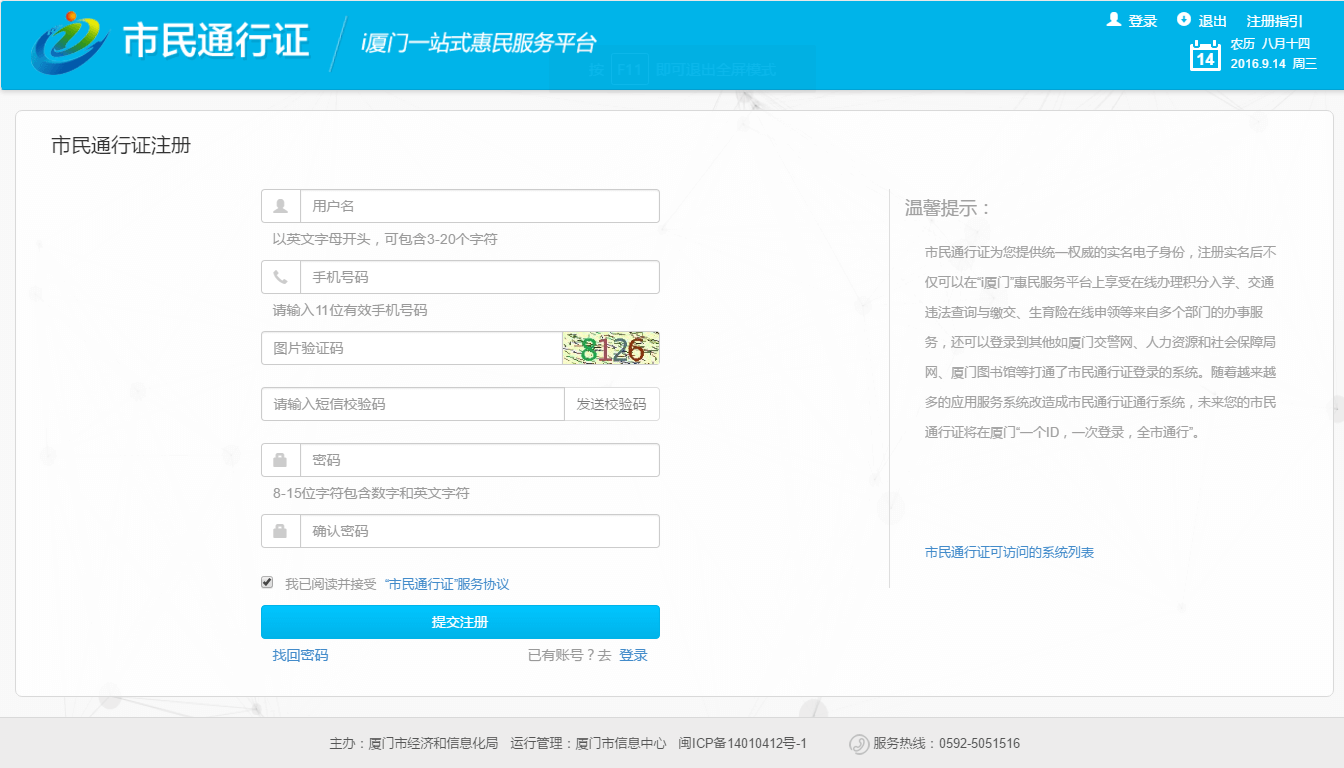 市民通行证
i厦门一站式惠民服务平台
登录 退出 注册指引
14
农历 八月十四
2016.9.14 周三
按 F11 即可退出全屏模式
市民通行证注册
用户名
以英文字母开头，可包含3-20个字符
手机号码
请输入11位有效手机号码
图片验证码
8126
请输入短信校验码
发送校验码
密码
8-15位字符包含数字和英文字符
确认密码
我已阅读并接受 “市民通行证”服务协议
提交注册
找回密码
已有账号？去 登录
温馨提示：
市民通行证为您提供统一权威的实名电子身份，注册实名后不
仅可以在“i厦门”惠民服务平台上享受在线办理积分入学、交通
违法查询与缴交、生育险在线申领等来自多个部门的办事服
务，还可以登录到其他如厦门交警网、人力资源和社会保障局
网、厦门图书馆等打通了市民通行证登录的系统。随着越来越
多的应用服务系统改造成市民通行证通行系统，未来您的市民
通行证将在厦门“一个ID，一次登录，全市通行”。
市民通行证可访问的系统列表
主办：厦门市经济和信息化局 运行管理：厦门市信息中心 闽ICP备14010412号-1
服务热线：0592-5051516